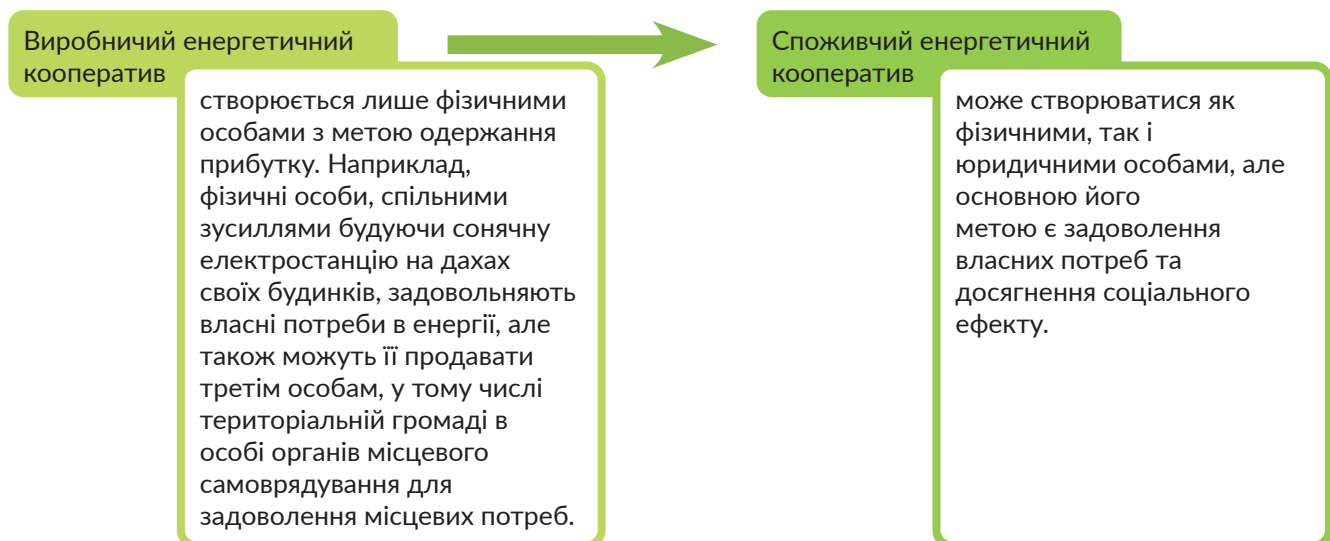 Виробничий енергетичний
кооператив
створюється лише фізичними
особами з метою одержання
прибутку. Наприклад,
фізичні особи, спільними
зусиллями будуючи сонячну
електростанцію на дахах
своїх будинків, задовольняють
власні потреби в енергії, але
також можуть її продавати
третім особам, у тому числі
територіальній громаді в
особі органів місцевого
самоврядування для
задоволення місцевих потреб.
Споживчий енергетичний
кооператив
може створюватися як
фізичними, так і
юридичними особами, але
основною його
метою є задоволення
власних потреб та
досягнення соціального
ефекту.